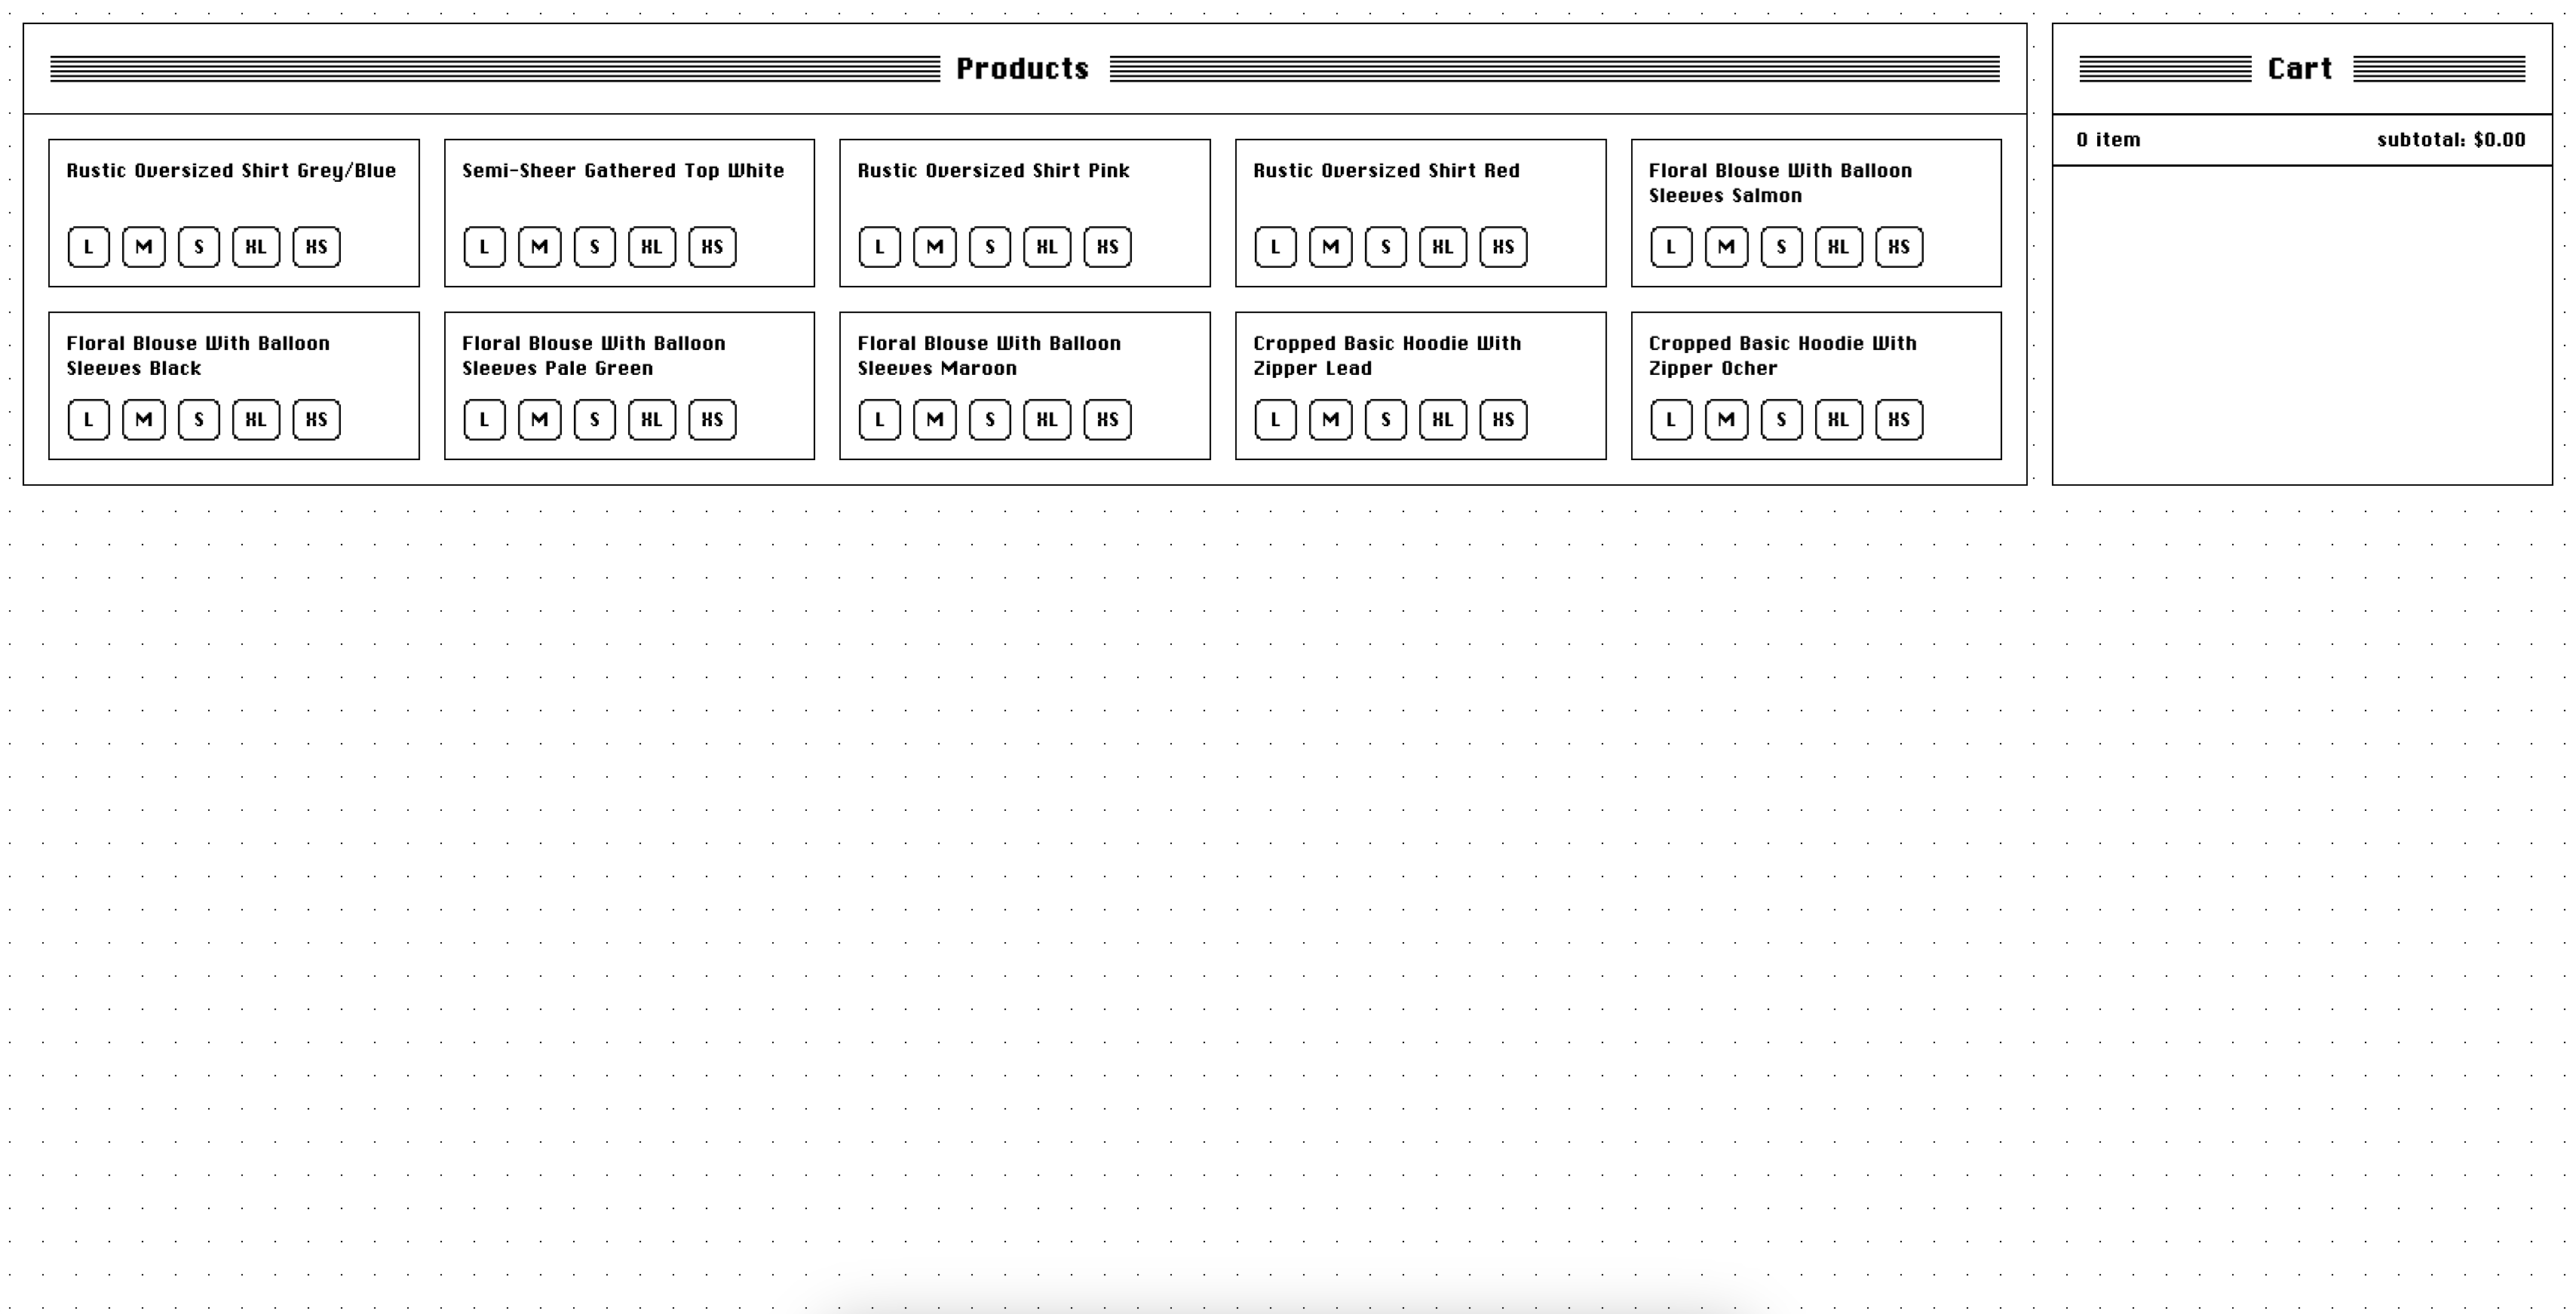 Products
Cart
0 item
subtotal: $0.00
Rustic Oversized Shirt Grey/Blue
L M S XL XS
Semi-Sheer Gathered Top White
L M S XL XS
Rustic Oversized Shirt Pink
L M S XL XS
Rustic Oversized Shirt Red
L M S XL XS
Floral Blouse With Balloon
Sleeves Salmon
L M S XL XS
Floral Blouse With Balloon
Sleeves Black
L M S XL XS
Floral Blouse With Balloon
Sleeves Pale Green
L M S XL XS
Floral Blouse With Balloon
Sleeves Maroon
L M S XL XS
Cropped Basic Hoodie With
Zipper Lead
L M S XL XS
Cropped Basic Hoodie With
Zipper Ocher
L M S XL XS